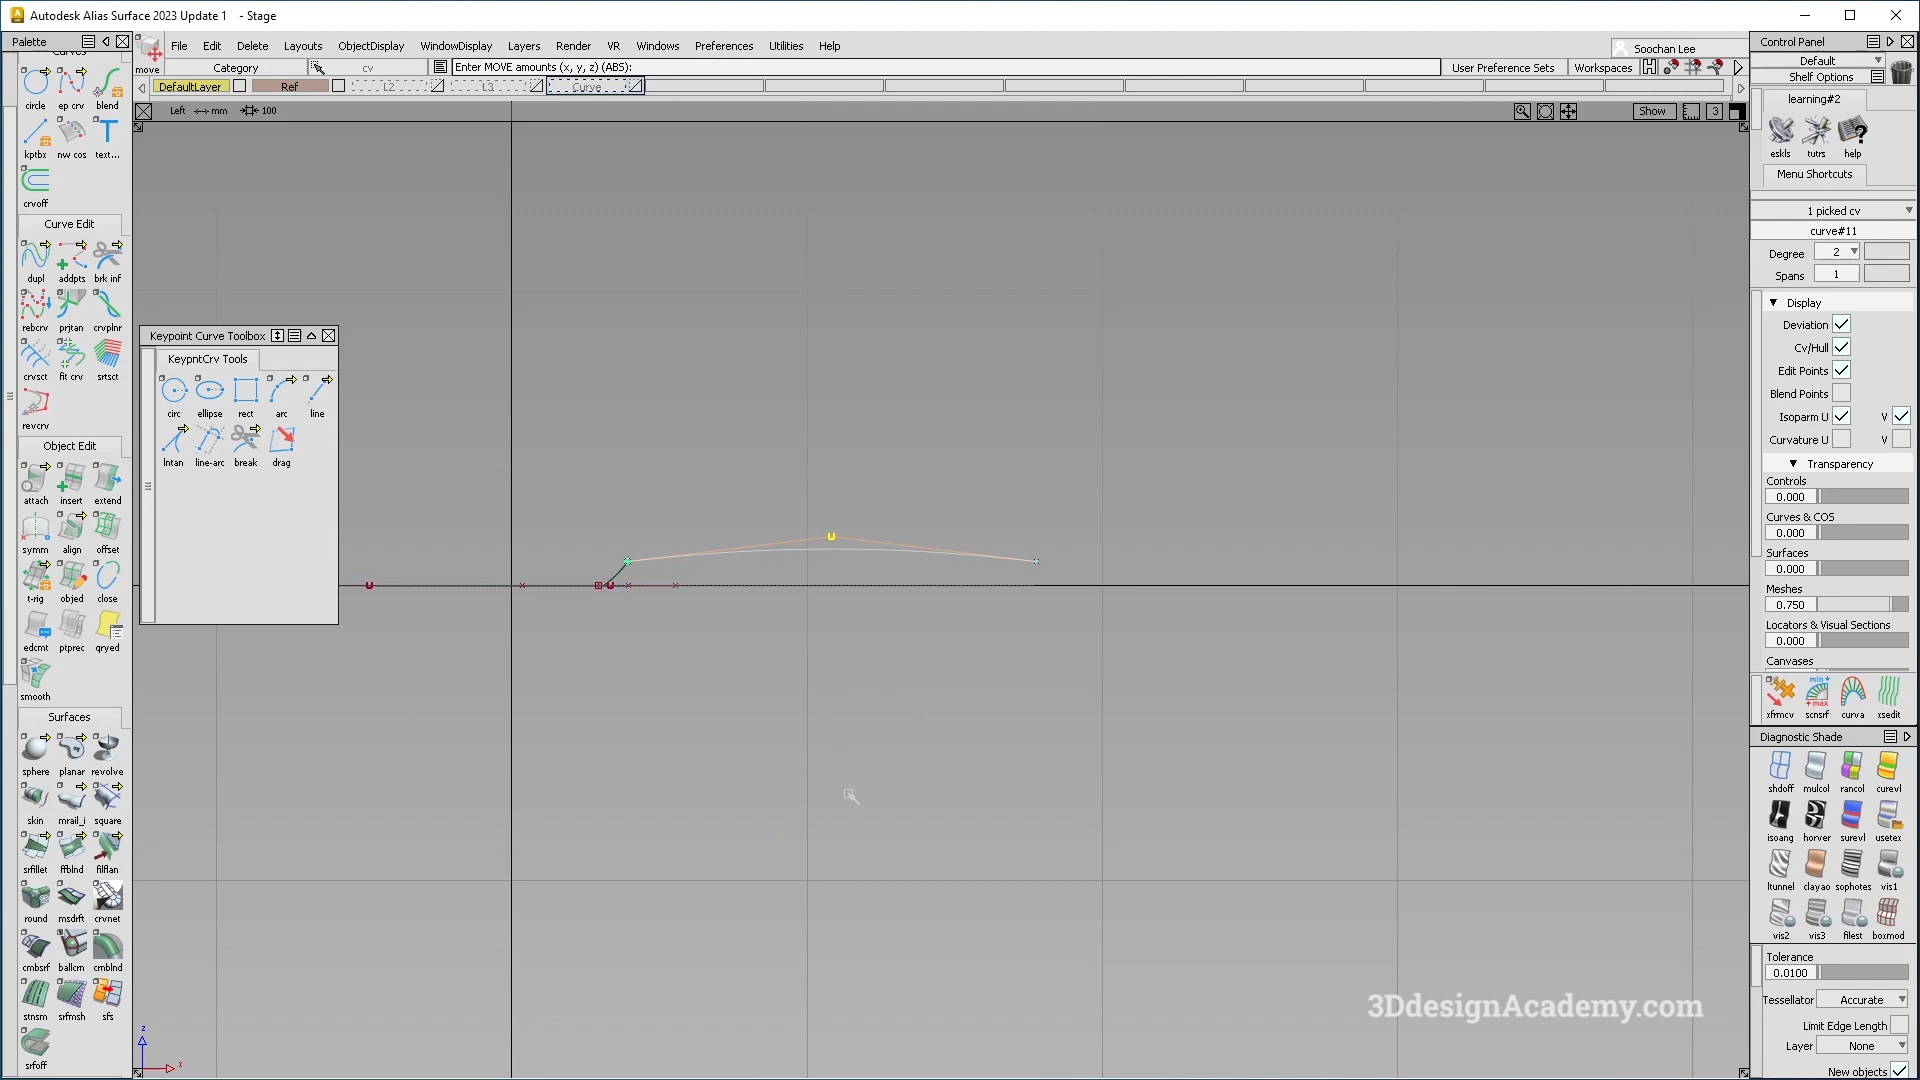 Autodesk Alias Surface 2023 Update 1 - Stage
Palette
File Edit Delete Layouts ObjectDisplay WindowDisplay Layers Render VR Windows Preferences Utilities Help
Soochan Lee
move
Category
cv
Enter MOVE amounts (x, y, z) (ABS):
User Preference Sets
Workspaces
DefaultLayer
Ref
L2
L3
Curve
Left mm 100
Show
3
Curves
circle ep crv blend
kptbx nw cos text...
crvoff
Curve Edit
dupl addpts brk inf
rebcrv prjtan crvplnr
crvsct fit crv srtsct
revcrv
Object Edit
attach insert extend
symm align offset
t-rig objed close
edcmt ptprec qryed
smooth
Surfaces
sphere planar revolve
skin mrail_i square
srfillet ffblnd filflan
round msdrft crvnet
cmbsrf ballcrn crnblnd
stnsm srfmsh sfs
srfoff
Keypoint Curve Toolbox
KeypntCrv Tools
circ ellipse rect arc line
lntan line-arc break drag
z
x
3DdesignAcademy.com
Control Panel
Default
Shelf Options
learning#2
eskls tutrs help
Menu Shortcuts
1 picked cv
curve#11
Degree 2
Spans 1
Display
Deviation
Cv/Hull
Edit Points
Blend Points
Isoparm U V
Curvature U V
Transparency
Controls
0.000
Curves & COS
0.000
Surfaces
0.000
Meshes
0.750
Locators & Visual Sections
0.000
Canvases
min+
+max
xfrmcv scnsrf curva xsedit
Diagnostic Shade
shdoff mulcol rancol curevl
isoang horver surevl usetex
ltunnel clayao sophotes vis1
vis2 vis3 filest boxmod
Tolerance
0.0100
Tessellator Accurate
Limit Edge Length
Layer None
New objects